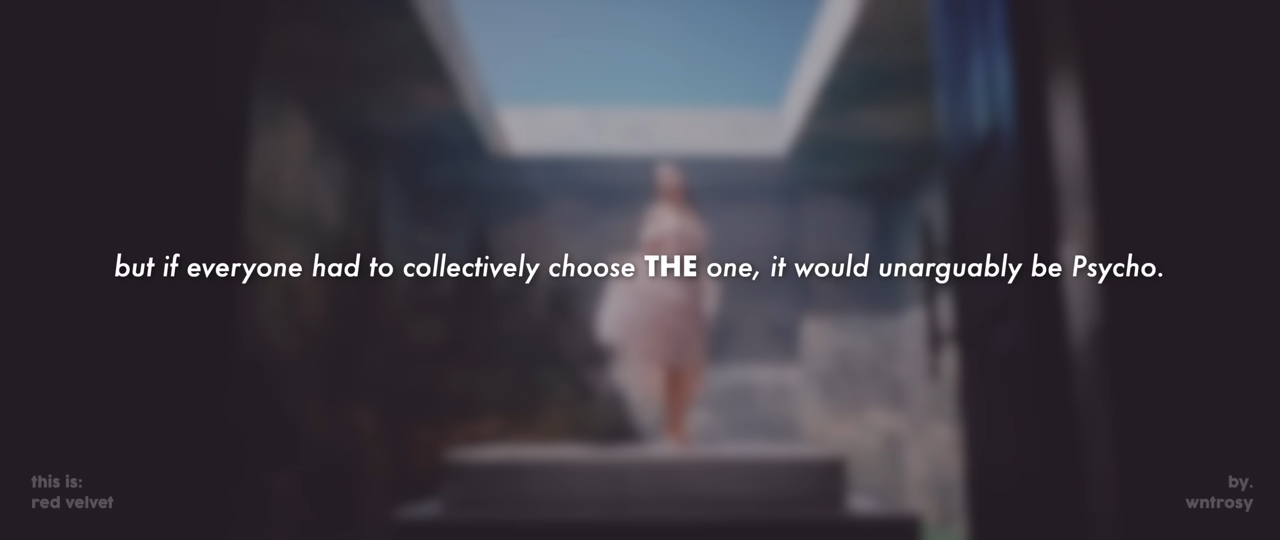 but if everyone had to collectively choose THE one, it would unarguably be Psycho.
this is:
red velvet
by.
wntrosy